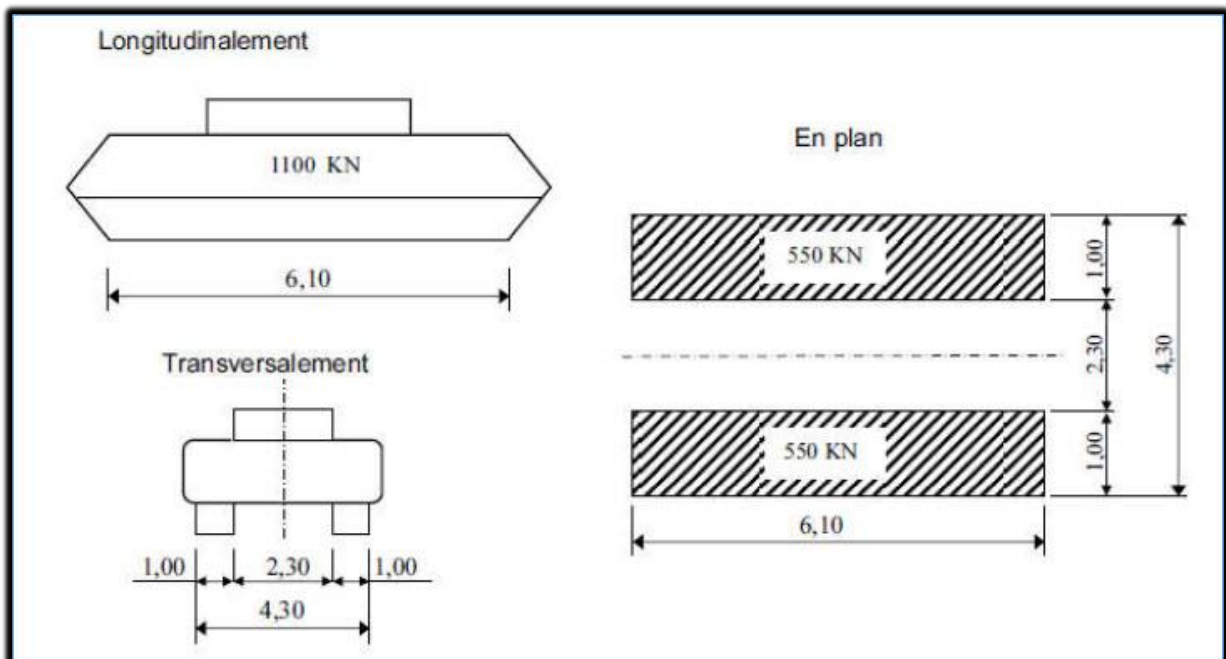 Longitudinalement
1100 KN
6,10
Transversalement
1,00 2,30 1,00
4,30
En plan
550 KN
1,00
2,30
4,30
550 KN
1,00
6,10